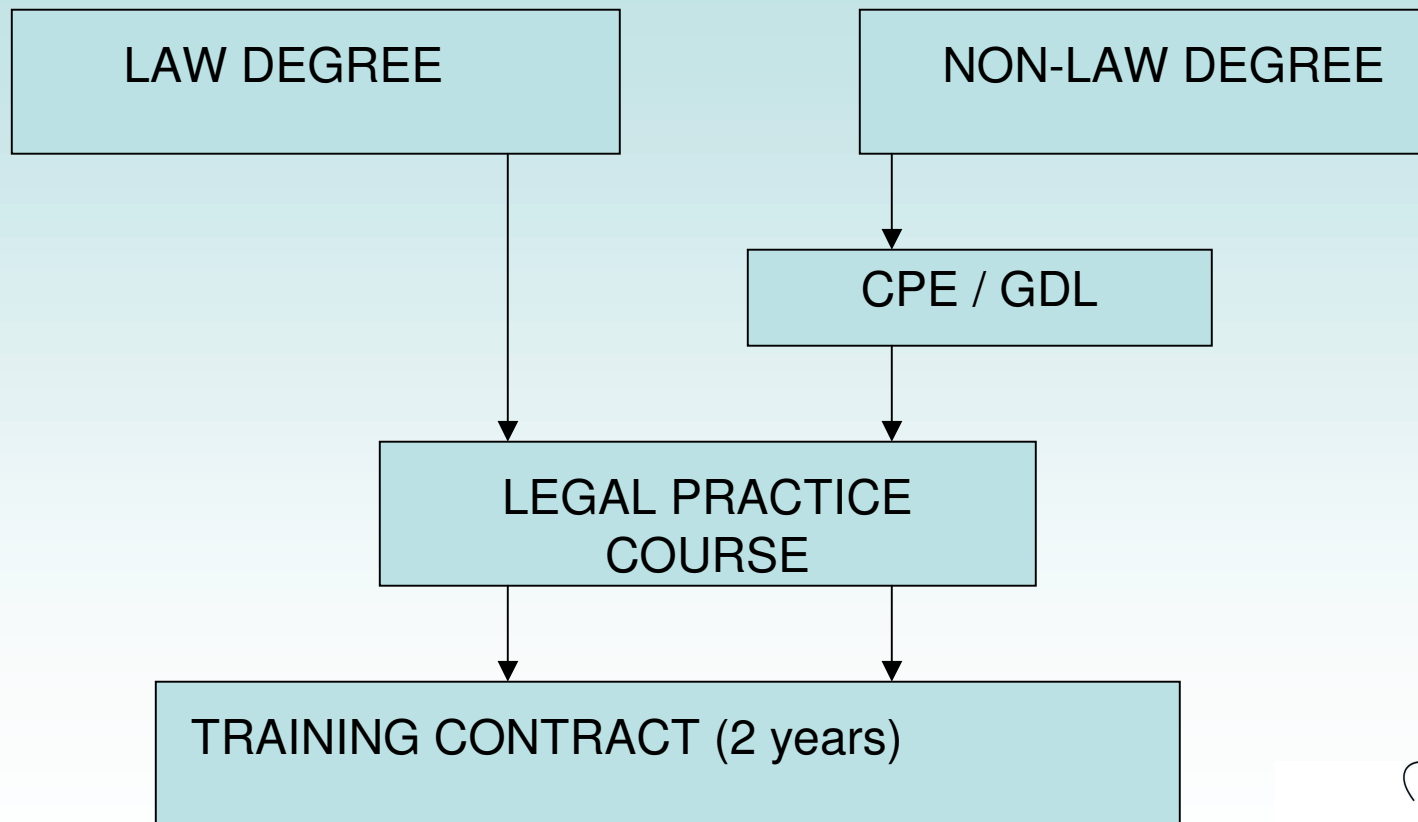 LAW DEGREE
NON-LAW DEGREE
CPE / GDL
LEGAL PRACTICE
COURSE
TRAINING CONTRACT (2 years)